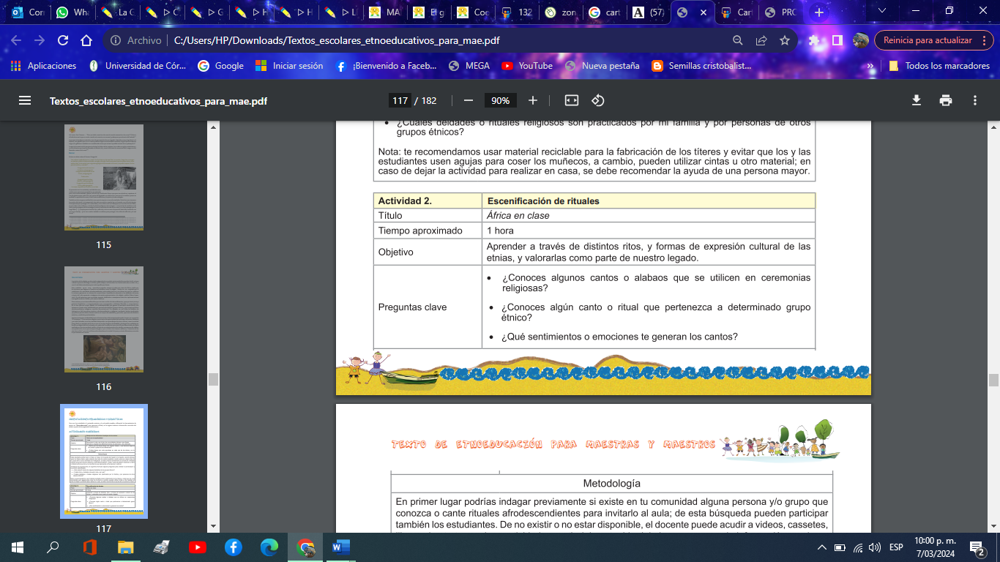 Con
Wha
La G
C
G
H
H
Li
MA
El g
Coc
132
zon
cart
(57)
Cart
PRO
Archivo
C:/Users/HP/Downloads/Textos_escolares_etnoeducativos_para_mae.pdf
Reinicia para actualizar
Aplicaciones
Universidad de Cór...
Google
Iniciar sesión
¡Bienvenido a Faceb...
MEGA
YouTube
Nueva pestaña
Semillas cristobalist...
»
Todos los marcadores
Textos_escolares_etnoeducativos_para_mae.pdf
117 / 182
90%
115
116
117
• ¿Cuáles deidades o rituales religiosos son practicados por mi familia y por personas de otros
grupos étnicos?
Nota: te recomendamos usar material reciclable para la fabricación de los títeres y evitar que los y las
estudiantes usen agujas para coser los muñecos, a cambio, pueden utilizar cintas u otro material; en
caso de dejar la actividad para realizar en casa, se debe recomendar la ayuda de una persona mayor.
Actividad 2. Escenificación de rituales
Título África en clase
Tiempo aproximado 1 hora
Objetivo
Aprender a través de distintos ritos, y formas de expresión cultural de las
etnias, y valorarlas como parte de nuestro legado.
Preguntas clave
• ¿Conoces algunos cantos o alabaos que se utilicen en ceremonias
religiosas?
• ¿Conoces algún canto o ritual que pertenezca a determinado grupo
étnico?
• ¿Qué sentimientos o emociones te generan los cantos?
TEXTO DE ETNOEDUCACIÓN PARA MAESTRAS Y MAESTROS
Metodología
En primer lugar podrías indagar previamente si existe en tu comunidad alguna persona y/o grupo que
conozca o cante rituales afrodescendientes para invitarlo al aula; de esta búsqueda pueden participar
también los estudiantes. De no existir o no estar disponible, el docente puede acudir a videos, cassetes,
ESP
10:00 p. m.
7/03/2024
2